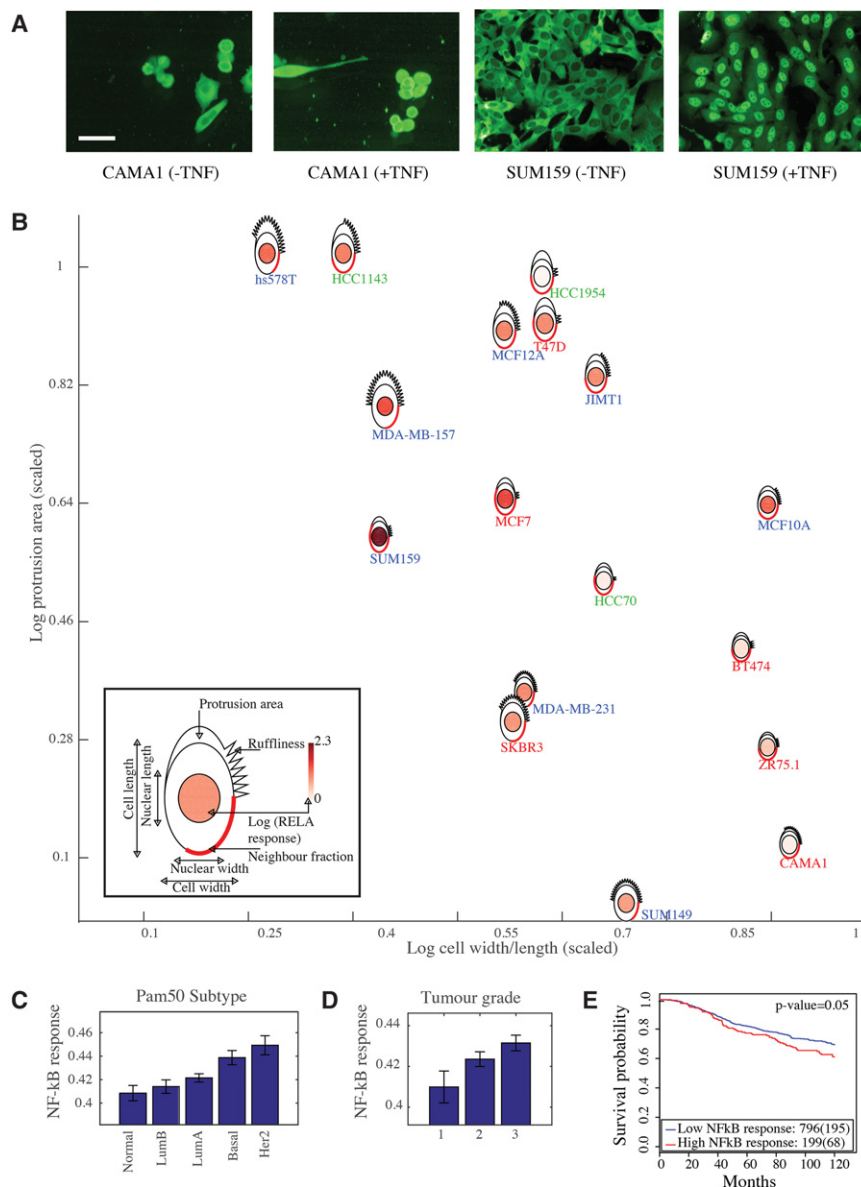 A
CAMA1 (-TNF)
CAMA1 (+TNF)
SUM159 (-TNF)
SUM159 (+TNF)
B
Log protrusion area (scaled)
1
0.82
0.64
0.46
0.28
0.1
hs578T
HCC1143
HCC1954
MCF12A
T47D
JIMT1
MDA-MB-157
MCF7
MCF10A
SUM159
HCC70
BT474
MDA-MB-231
SKBR3
ZR75.1
CAMA1
SUM149
Protrusion area
Ruffliness
2.3
0
Cell length
Nuclear length
Log (RELA
response)
Neighbour fraction
Nuclear width
Cell width
0.1
0.25
0.4
0.55
0.7
0.85
1
Log cell width/length (scaled)
C
Pam50 Subtype
NF-kB response
0.46
0.44
0.42
0.4
Normal
LumB
LumA
Basal
Her2
D
Tumour grade
NF-kB response
0.44
0.42
0.4
1
2
3
E
p-value=0.05
Survival probability
1.0
0.8
0.6
0.4
0.2
0.0
Low NFkB response: 796(195)
High NFkB response: 199(68)
0 20 40 60 80 100 120
Months